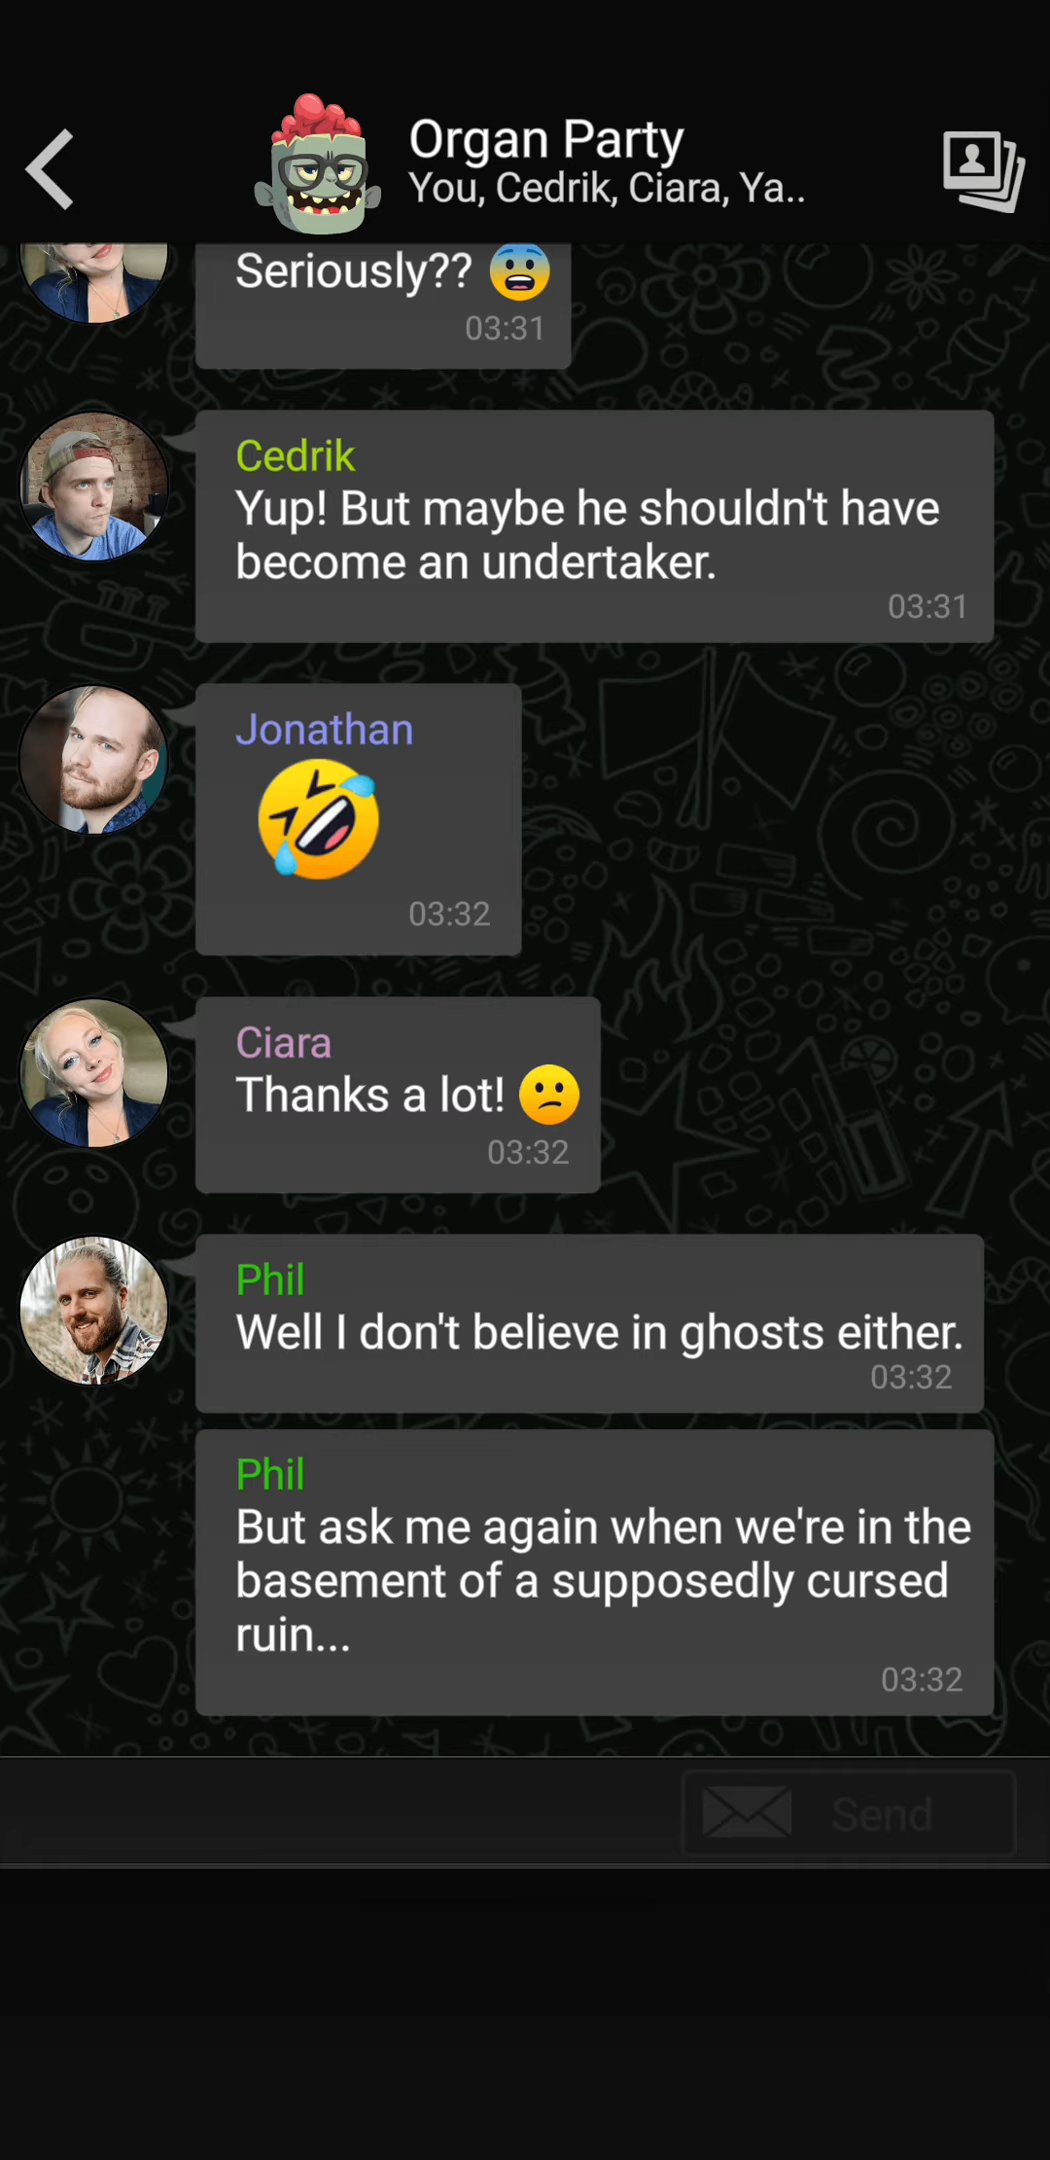 Organ Party
You, Cedrik, Ciara, Ya..
Seriously?? 😨
03:31
Cedrik
Yup! But maybe he shouldn't have
become an undertaker.
03:31
Jonathan
🤣
03:32
Ciara
Thanks a lot! 😕
03:32
Phil
Well I don't believe in ghosts either.
03:32
Phil
But ask me again when we're in the
basement of a supposedly cursed
ruin...
03:32
Send